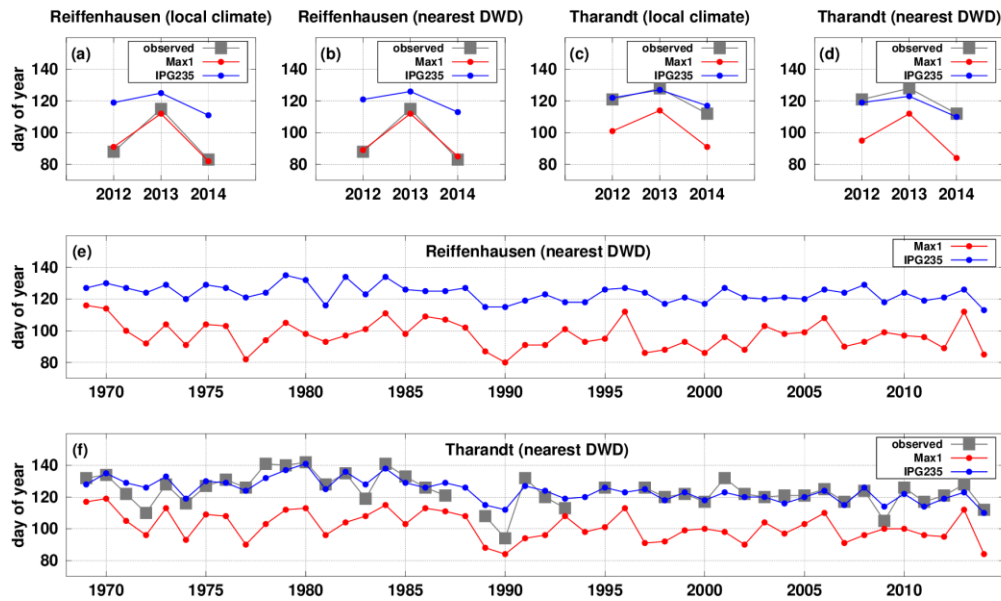 Reiffenhausen (local climate)
Reiffenhausen (nearest DWD)
Tharandt (local climate)
Tharandt (nearest DWD)
day of year
140
120
100
80
(a)
observed
Max1
IPG235
2012 2013 2014
(b)
observed
Max1
IPG235
2012 2013 2014
(c)
observed
Max1
IPG235
2012 2013 2014
(d)
observed
Max1
IPG235
2012 2013 2014
day of year
140
120
100
80
(e)
Reiffenhausen (nearest DWD)
Max1
IPG235
1970 1975 1980 1985 1990 1995 2000 2005 2010
day of year
140
120
100
80
(f)
Tharandt (nearest DWD)
observed
Max1
IPG235
1970 1975 1980 1985 1990 1995 2000 2005 2010